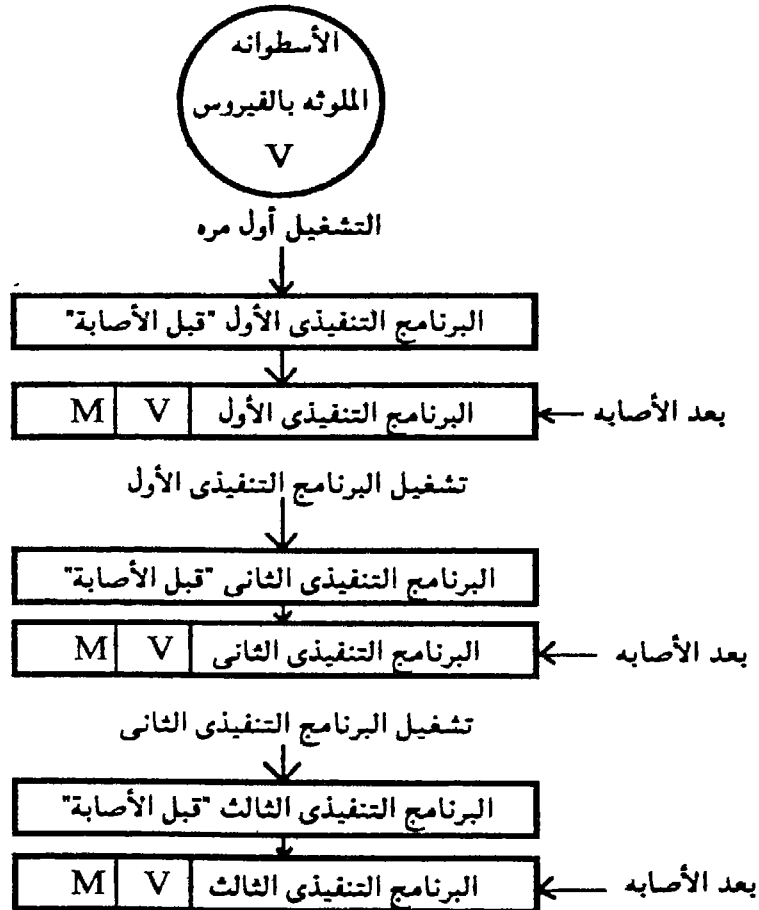 الأسطوانه
الملوثه بالفيروس
V
التشغيل أول مره
البرنامج التنفيذى الأول "قبل الأصابة"
البرنامج التنفيذى الأول V M
بعد الأصابه
تشغيل البرنامج التنفيذى الأول
البرنامج التنفيذى الثانى "قبل الأصابة"
البرنامج التنفيذى الثانى V M
بعد الأصابه
تشغيل البرنامج التنفيذى الثانى
البرنامج التنفيذى الثالث "قبل الأصابة"
البرنامج التنفيذى الثالث V M
بعد الأصابه